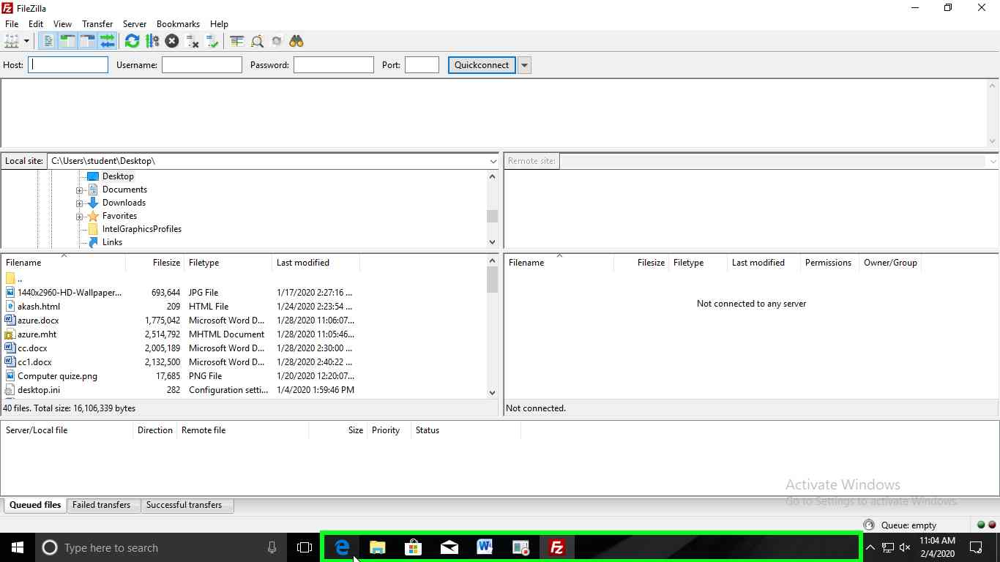 FileZilla
File Edit View Transfer Server Bookmarks Help
Host: Username: Password: Port: Quickconnect
Local site: C:\Users\student\Desktop\
Remote site:
Desktop
Documents
Downloads
Favorites
IntelGraphicsProfiles
Links
Filename Filesize Filetype Last modified
..
1440x2960-HD-Wallpaper... 693,644 JPG File 1/17/2020 2:27:16 ...
akash.html 209 HTML File 1/24/2020 2:23:54 ...
azure.docx 1,775,042 Microsoft Word D... 1/28/2020 11:06:07...
azure.mht 2,514,792 MHTML Document 1/28/2020 11:05:46...
cc.docx 2,005,189 Microsoft Word D... 1/28/2020 2:30:00 ...
cc1.docx 2,132,500 Microsoft Word D... 1/28/2020 2:40:22 ...
Computer quize.png 17,685 PNG File 1/20/2020 12:20:07...
desktop.ini 282 Configuration setti... 1/4/2020 1:59:46 PM
40 files. Total size: 16,106,339 bytes
Filename Filesize Filetype Last modified Permissions Owner/Group
Not connected to any server
Not connected.
Server/Local file Direction Remote file Size Priority Status
Activate Windows
Go to Settings to activate Windows.
Queued files Failed transfers Successful transfers
Queue: empty
Type here to search
11:04 AM
2/4/2020